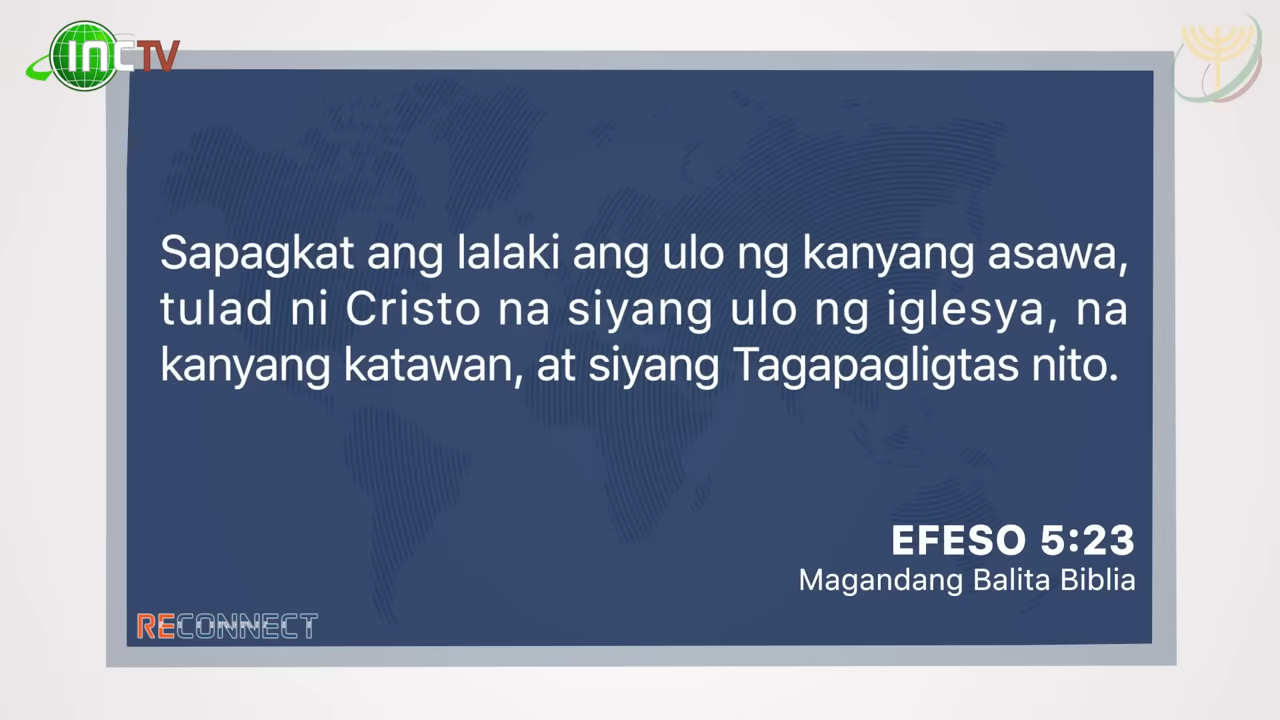 INCTV
Sapagkat ang lalaki ang ulo ng kanyang asawa,
tulad ni Cristo na siyang ulo ng iglesya, na
kanyang katawan, at siyang Tagapagligtas nito.
EFESO 5:23
Magandang Balita Biblia
RECONNECT